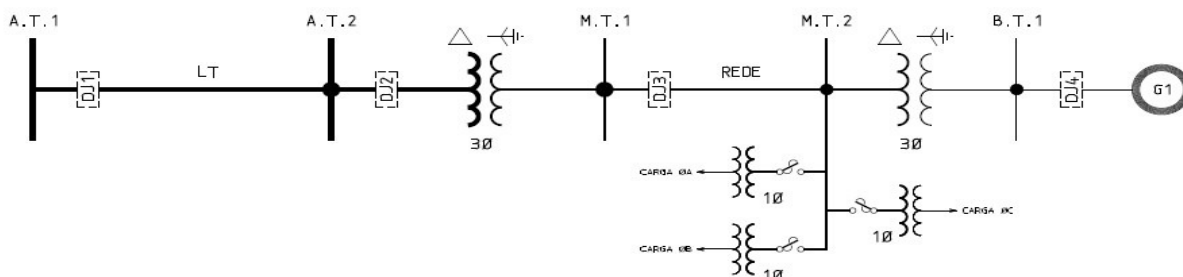 A.T.1
A.T.2
M.T.1
M.T.2
B.T.1
DJ1
LT
DJ2
DJ3
REDE
DJ4
G1
3Ø
3Ø
CARGA ØA
1Ø
CARGA ØC
1Ø
CARGA ØB
1Ø